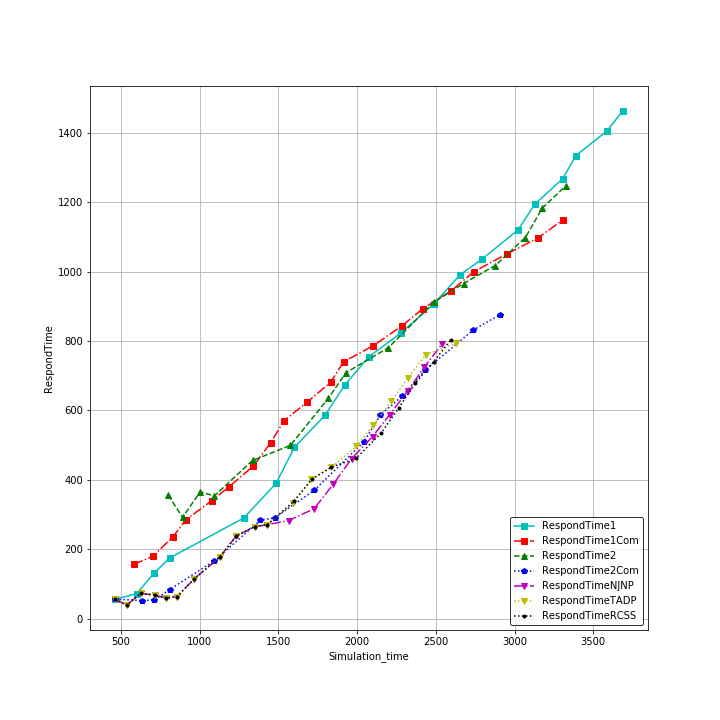 1400
1200
1000
800
600
400
200
0
RespondTime
500
1000
1500
2000
2500
3000
3500
Simulation_time
RespondTime1
RespondTime1Com
RespondTime2
RespondTime2Com
RespondTimeNJNP
RespondTimeTADP
RespondTimeRCSS